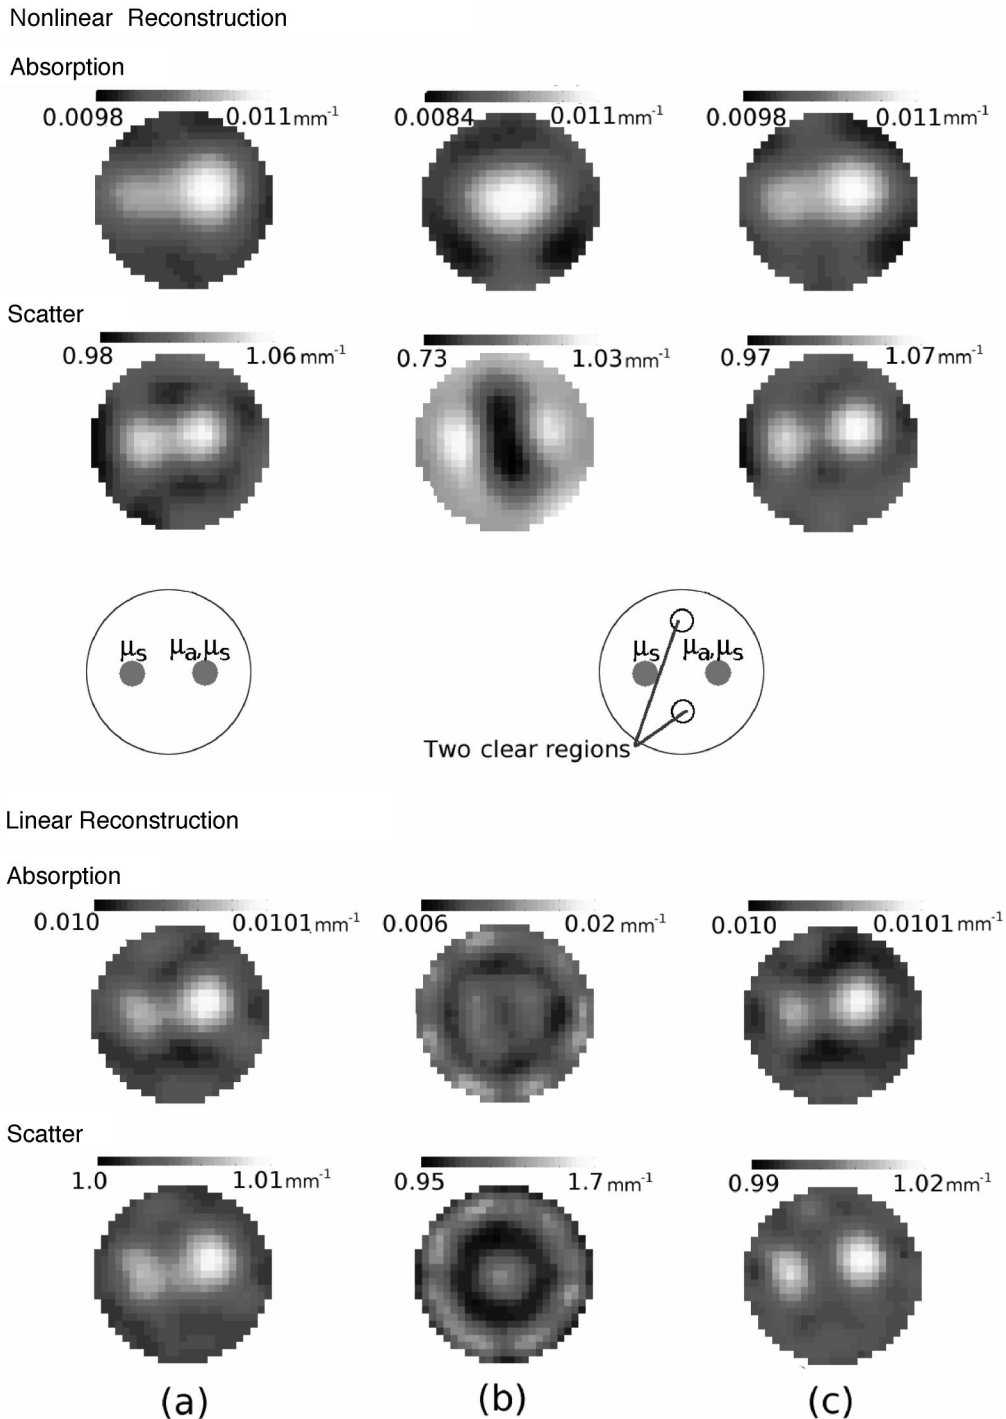 Nonlinear Reconstruction
Absorption
0.0098 0.011mm⁻¹ 0.0084 0.011mm⁻¹ 0.0098 0.011mm⁻¹
Scatter
0.98 1.06 mm⁻¹ 0.73 1.03mm⁻¹ 0.97 1.07mm⁻¹
μs μa,μs μs μa,μs
Two clear regions
Linear Reconstruction
Absorption
0.010 0.0101mm⁻¹ 0.006 0.02 mm⁻¹ 0.010 0.0101mm⁻¹
Scatter
1.0 1.01mm⁻¹ 0.95 1.7mm⁻¹ 0.99 1.02mm⁻¹
(a) (b) (c)